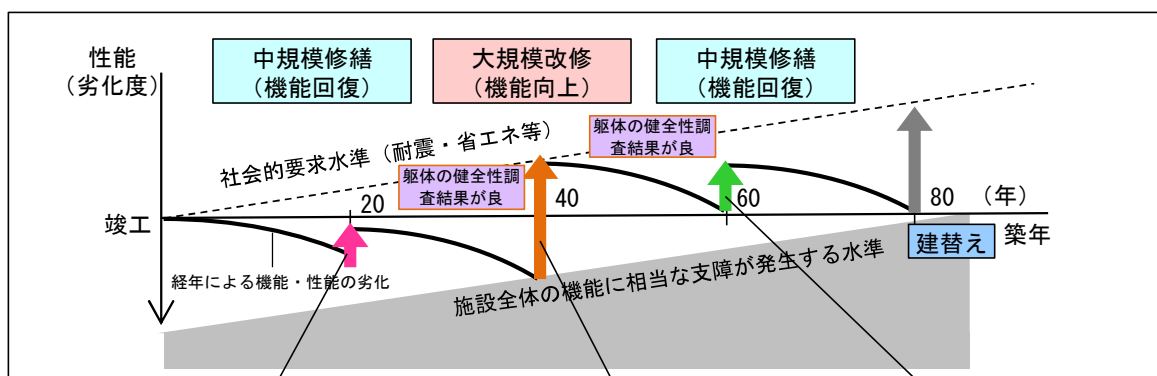 性能
（劣化度）
中規模修繕
（機能回復）
大規模改修
（機能向上）
中規模修繕
（機能回復）
社会的要求水準（耐震・省エネ等）
躯体の健全性調
査結果が良
躯体の健全性調
査結果が良
竣工
20
40
60
80
（年）
築年
建替え
経年による機能・性能の劣化
施設全体の機能に相当な支障が発生する水準